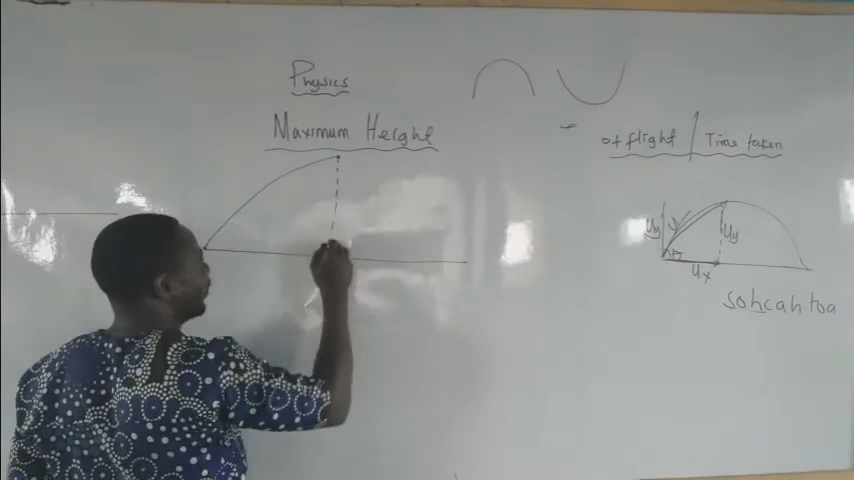 Physics
Maximum Height
of flight / Time taken
Uy
Uy
Ux
sohcahtoa